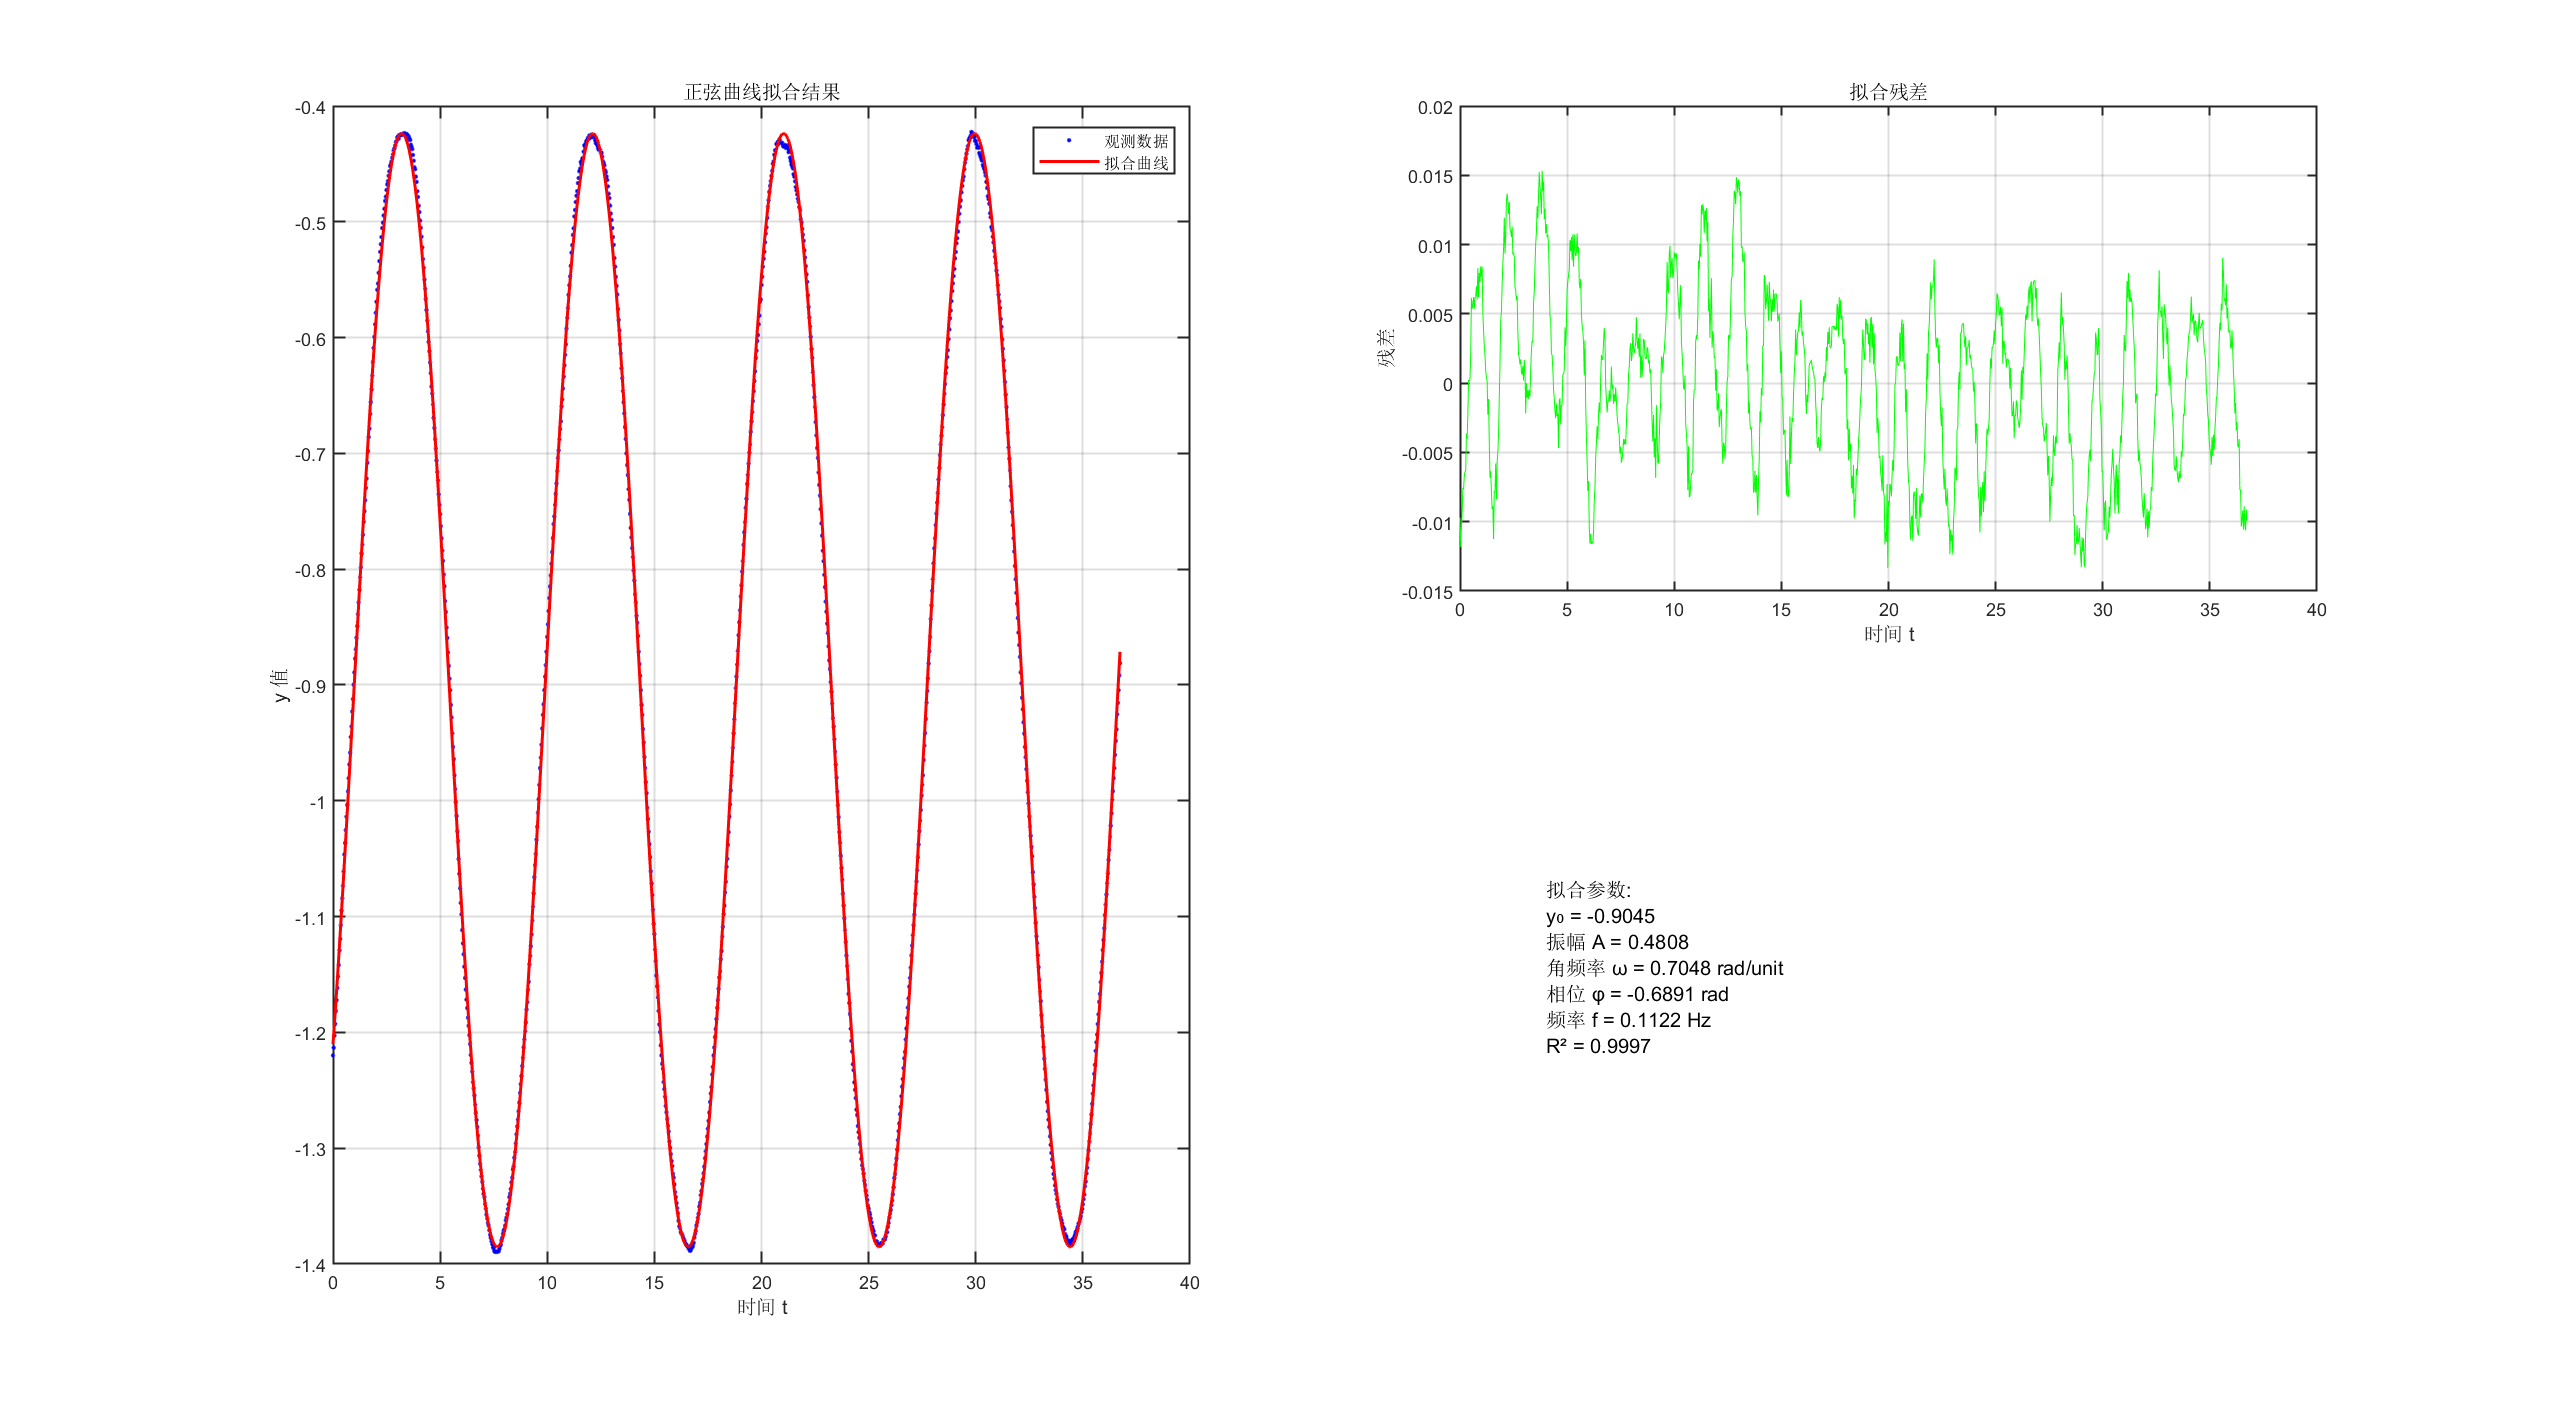 正弦曲线拟合结果
观测数据
拟合曲线
y 值
-0.4
-0.5
-0.6
-0.7
-0.8
-0.9
-1
-1.1
-1.2
-1.3
-1.4
0 5 10 15 20 25 30 35 40
时间 t
拟合残差
残差
0.02
0.015
0.01
0.005
0
-0.005
-0.01
-0.015
0 5 10 15 20 25 30 35 40
时间 t
拟合参数:
y₀ = -0.9045
振幅 A = 0.4808
角频率 ω = 0.7048 rad/unit
相位 φ = -0.6891 rad
频率 f = 0.1122 Hz
R² = 0.9997